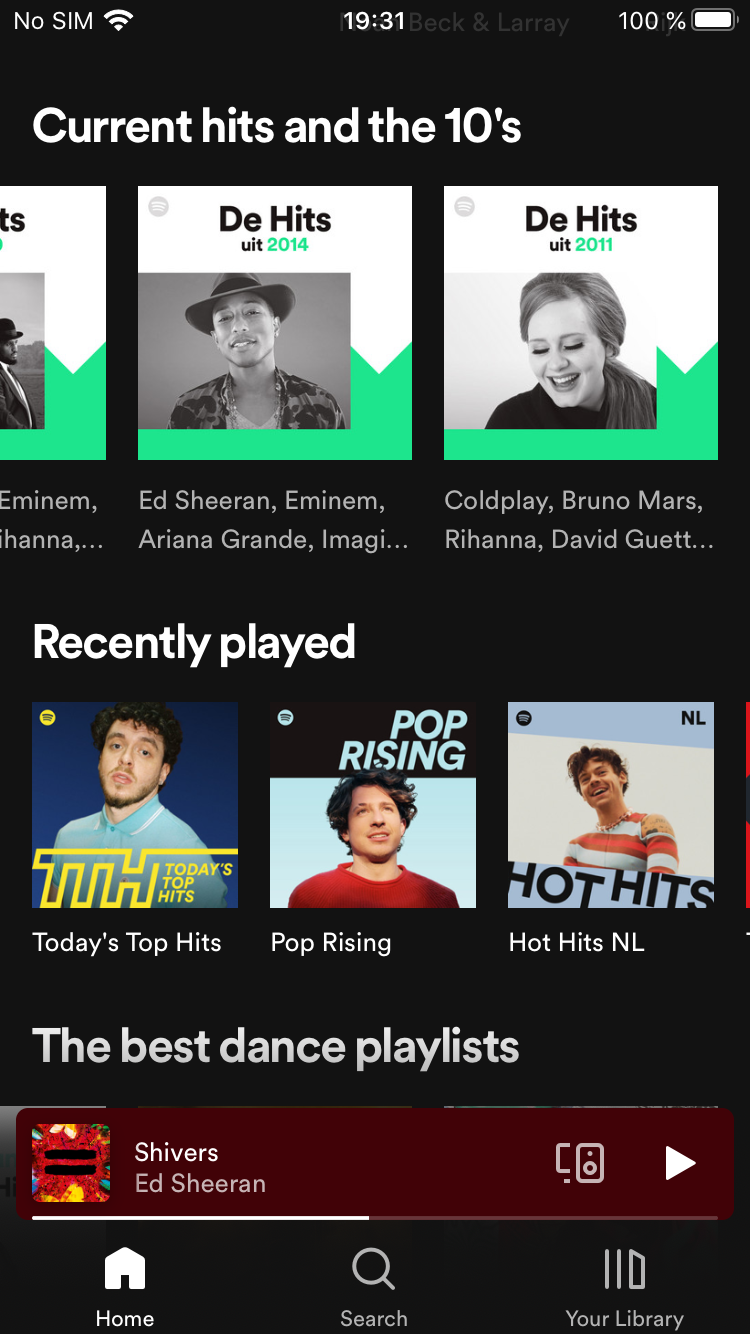 No SIM 19:31 100 %
Beck & Larray
Current hits and the 10's
ts
De Hits
uit 2014
De Hits
uit 2011
Eminem,
ihanna,...
Ed Sheeran, Eminem,
Ariana Grande, Imagi...
Coldplay, Bruno Mars,
Rihanna, David Guett...
Recently played
TTH TODAY'S
TOP
HITS
POP
RISING
NL
HOT HITS
Today's Top Hits
Pop Rising
Hot Hits NL
The best dance playlists
Shivers
Ed Sheeran
Home
Search
Your Library